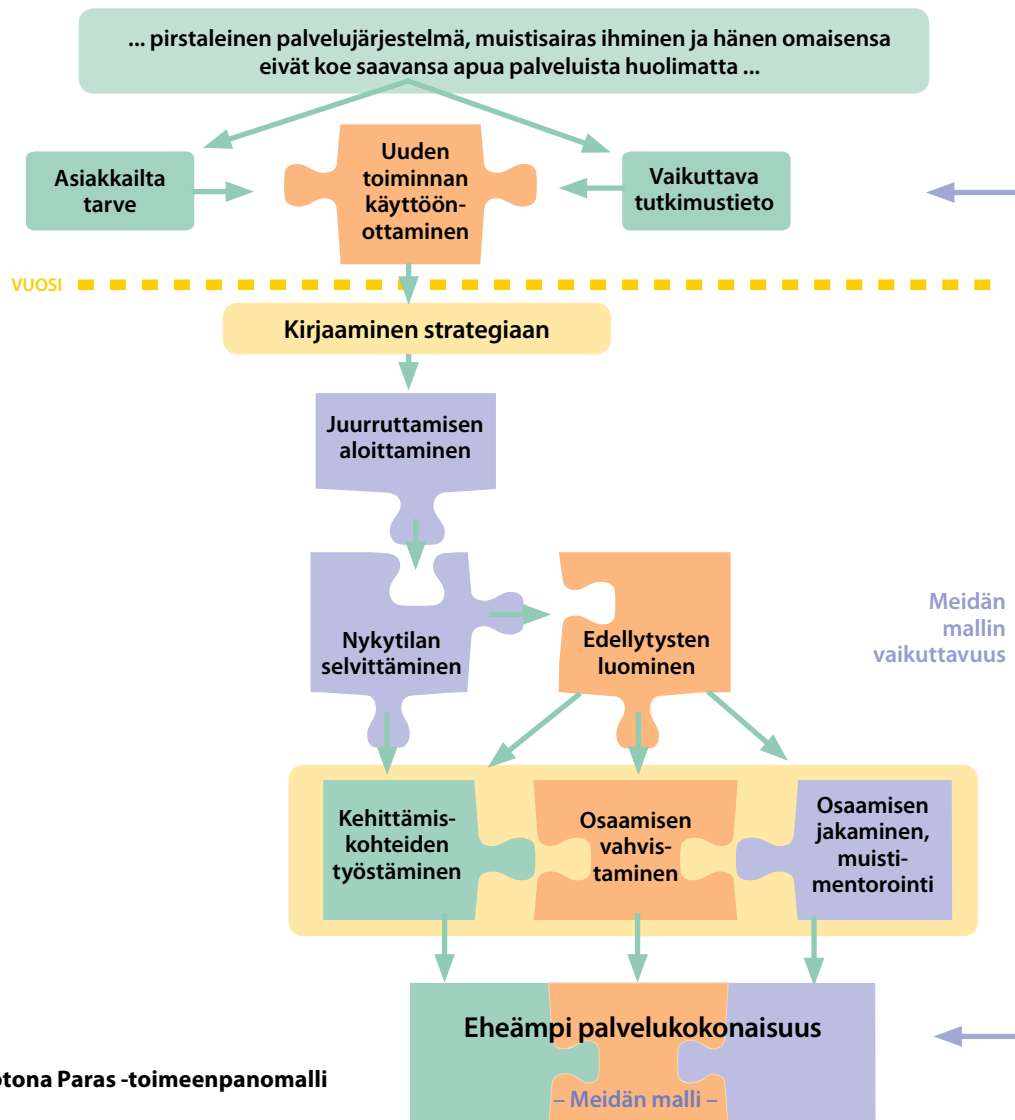 ... pirstaleinen palvelujärjestelmä, muistisairas ihminen ja hänen omaisensa
eivät koe saavansa apua palveluista huolimatta ...
Asiakkailta
tarve
Uuden
toiminnan
käyttöön-
ottaminen
Vaikuttava
tutkimustieto
VUOSI
Kirjaaminen strategiaan
Juurruttamisen
aloittaminen
Nykytilan
selvittäminen
Edellytysten
luominen
Meidän
mallin
vaikuttavuus
Kehittämis-
kohteiden
työstäminen
Osaamisen
vahvis-
taminen
Osaamisen
jakaminen,
muisti-
mentorointi
Eheämpi palvelukokonaisuus
– Meidän malli –
otona Paras -toimeenpanomalli